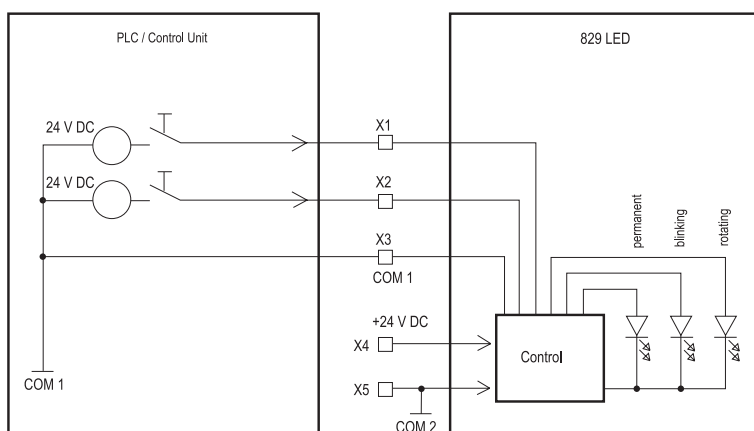 PLC / Control Unit
829 LED
24 V DC
X1
24 V DC
X2
permanent
blinking
rotating
X3
COM 1
+24 V DC
X4
Control
COM 1
X5
COM 2